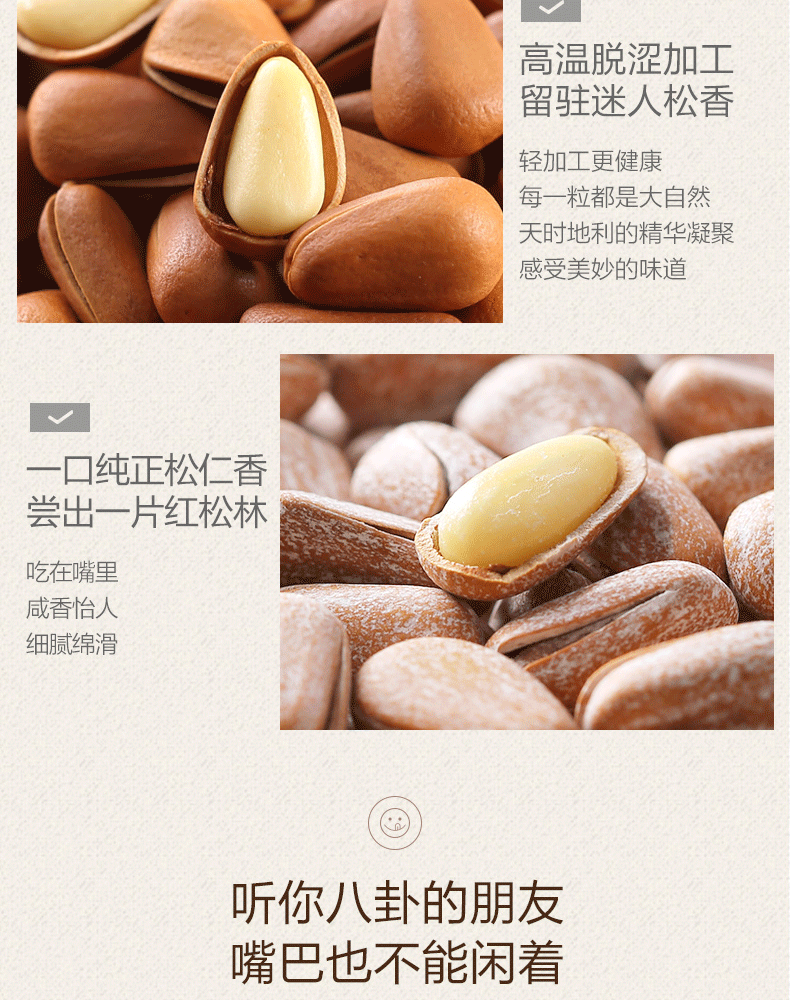 高温脱涩加工
留驻迷人松香
轻加工更健康
每一粒都是大自然
天时地利的精华凝聚
感受美妙的味道
一口纯正松仁香
尝出一片红松林
吃在嘴里
咸香怡人
细腻绵滑
听你八卦的朋友
嘴巴也不能闲着